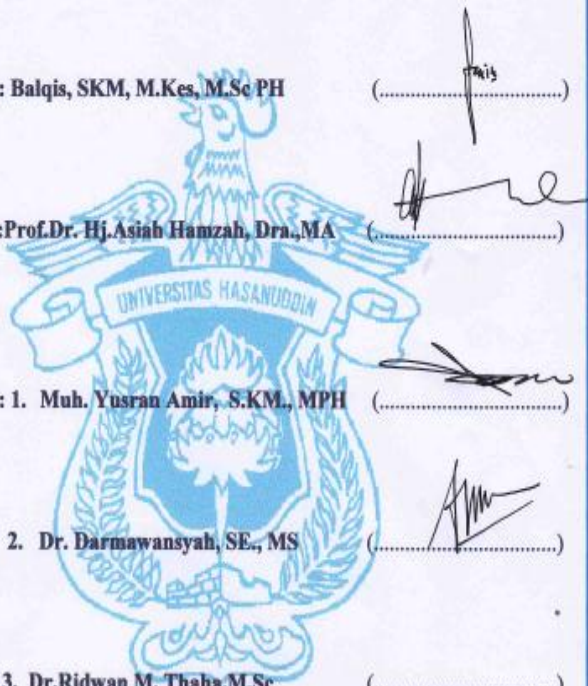 : Balqis, SKM, M.Kes, M.Sc PH (..................................)
:Prof.Dr. Hj.Asiah Hamzah, Dra.,MA (..................................)
UNIVERSITAS HASANUDDIN
: 1. Muh. Yusran Amir, S.KM., MPH (..................................)
2. Dr. Darmawansyah, SE., MS (..................................)
3. Dr.Ridwan M. Thaha,M.Sc (..................................)